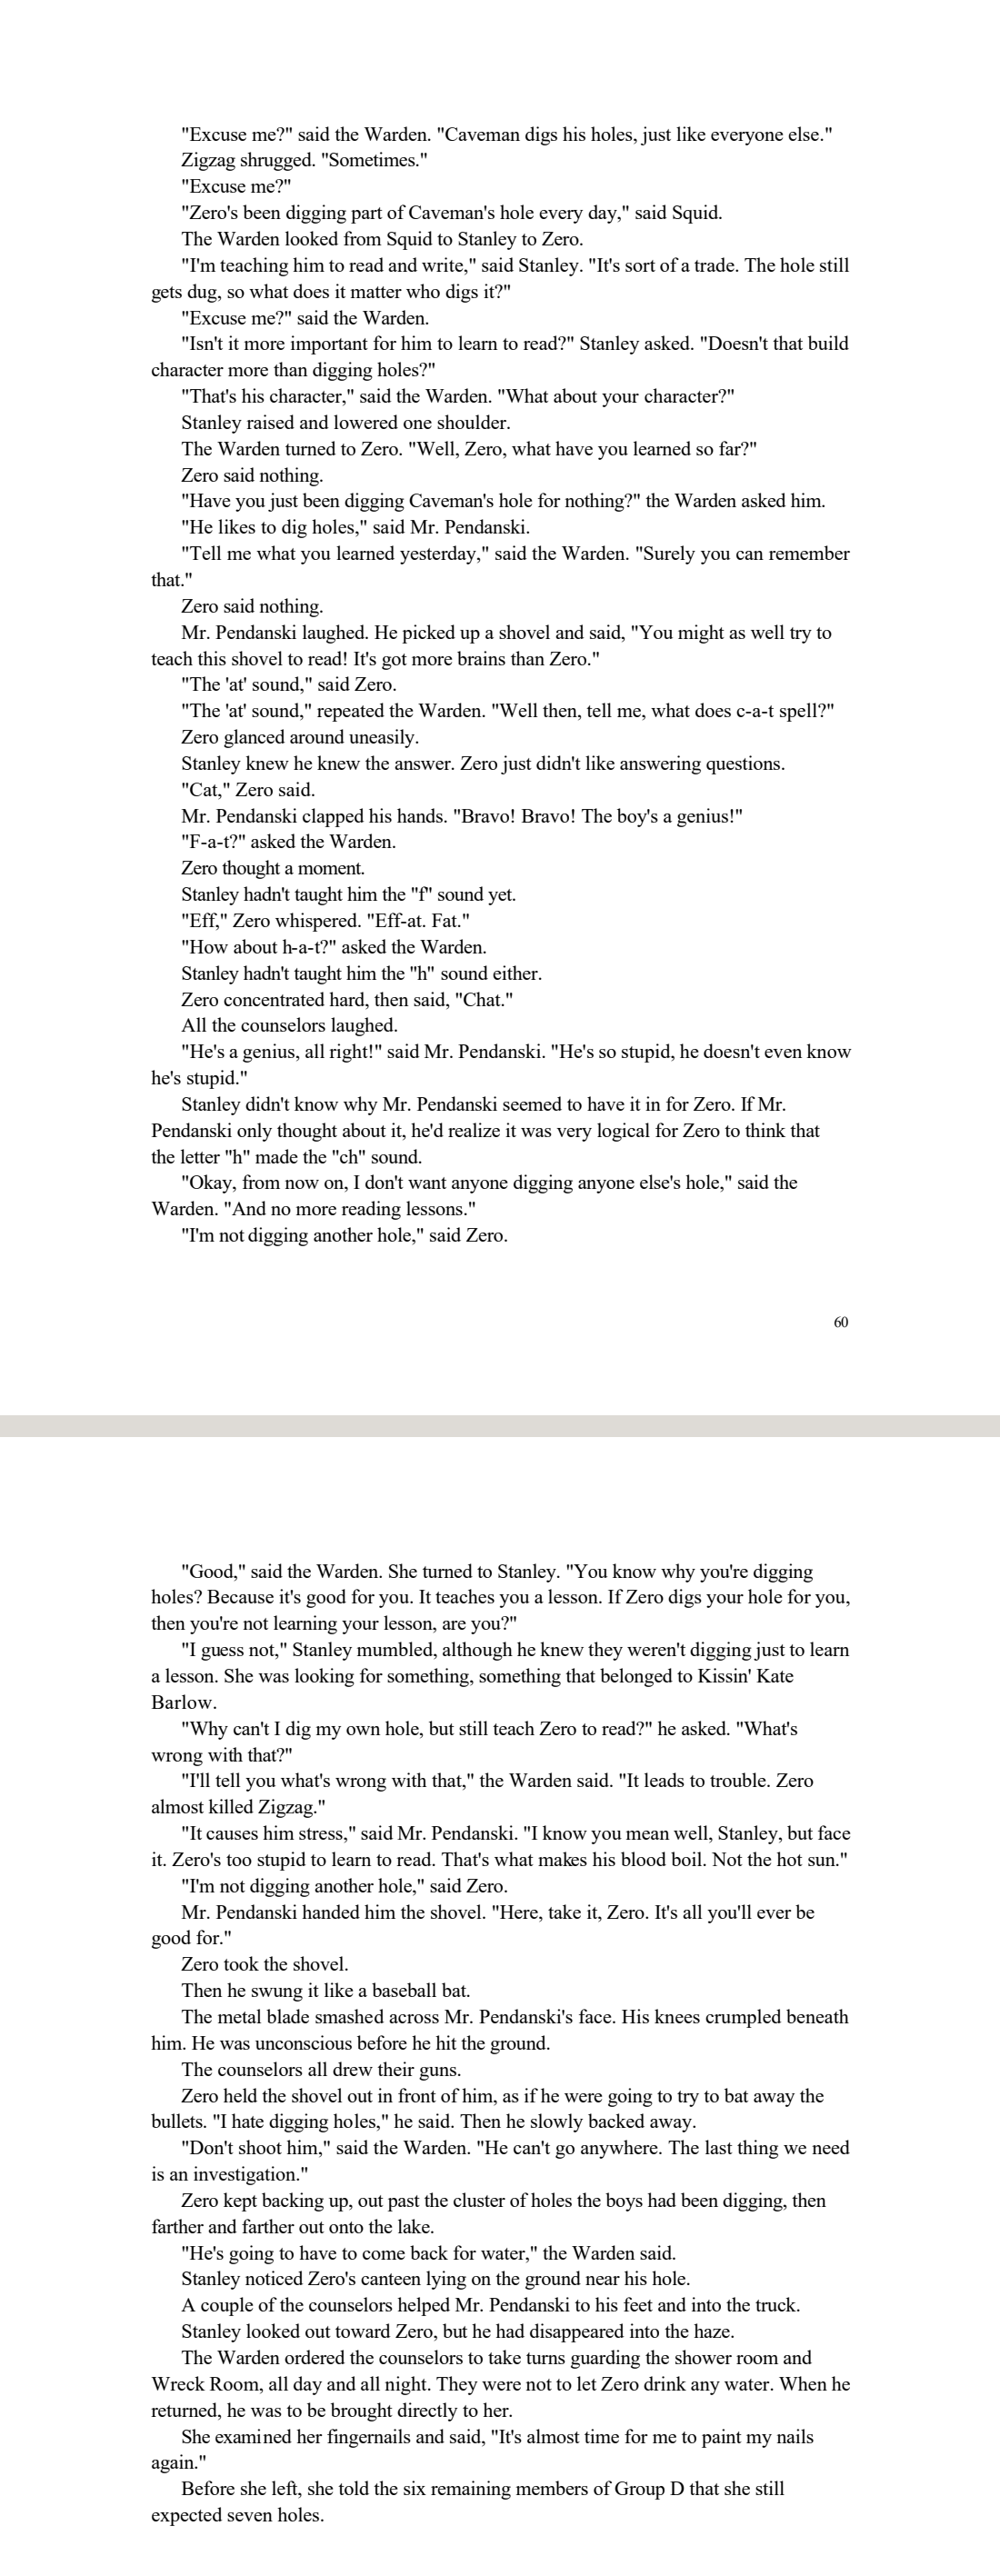 "Excuse me?" said the Warden. "Caveman digs his holes, just like everyone else."
Zigzag shrugged. "Sometimes."
"Excuse me?"
"Zero's been digging part of Caveman's hole every day," said Squid.
The Warden looked from Squid to Stanley to Zero.
"I'm teaching him to read and write," said Stanley. "It's sort of a trade. The hole still
gets dug, so what does it matter who digs it?"
"Excuse me?" said the Warden.
"Isn't it more important for him to learn to read?" Stanley asked. "Doesn't that build
character more than digging holes?"
"That's his character," said the Warden. "What about your character?"
Stanley raised and lowered one shoulder.
The Warden turned to Zero. "Well, Zero, what have you learned so far?"
Zero said nothing.
"Have you just been digging Caveman's hole for nothing?" the Warden asked him.
"He likes to dig holes," said Mr. Pendanski.
"Tell me what you learned yesterday," said the Warden. "Surely you can remember
that."
Zero said nothing.
Mr. Pendanski laughed. He picked up a shovel and said, "You might as well try to
teach this shovel to read! It's got more brains than Zero."
"The 'at' sound," said Zero.
"The 'at' sound," repeated the Warden. "Well then, tell me, what does c-a-t spell?"
Zero glanced around uneasily.
Stanley knew he knew the answer. Zero just didn't like answering questions.
"Cat," Zero said.
Mr. Pendanski clapped his hands. "Bravo! Bravo! The boy's a genius!"
"F-a-t?" asked the Warden.
Zero thought a moment.
Stanley hadn't taught him the "f" sound yet.
"Eff," Zero whispered. "Eff-at. Fat."
"How about h-a-t?" asked the Warden.
Stanley hadn't taught him the "h" sound either.
Zero concentrated hard, then said, "Chat."
All the counselors laughed.
"He's a genius, all right!" said Mr. Pendanski. "He's so stupid, he doesn't even know
he's stupid."
Stanley didn't know why Mr. Pendanski seemed to have it in for Zero. If Mr.
Pendanski only thought about it, he'd realize it was very logical for Zero to think that
the letter "h" made the "ch" sound.
"Okay, from now on, I don't want anyone digging anyone else's hole," said the
Warden. "And no more reading lessons."
"I'm not digging another hole," said Zero.
60
"Good," said the Warden. She turned to Stanley. "You know why you're digging
holes? Because it's good for you. It teaches you a lesson. If Zero digs your hole for you,
then you're not learning your lesson, are you?"
"I guess not," Stanley mumbled, although he knew they weren't digging just to learn
a lesson. She was looking for something, something that belonged to Kissin' Kate
Barlow.
"Why can't I dig my own hole, but still teach Zero to read?" he asked. "What's
wrong with that?"
"I'll tell you what's wrong with that," the Warden said. "It leads to trouble. Zero
almost killed Zigzag."
"It causes him stress," said Mr. Pendanski. "I know you mean well, Stanley, but face
it. Zero's too stupid to learn to read. That's what makes his blood boil. Not the hot sun."
"I'm not digging another hole," said Zero.
Mr. Pendanski handed him the shovel. "Here, take it, Zero. It's all you'll ever be
good for."
Zero took the shovel.
Then he swung it like a baseball bat.
The metal blade smashed across Mr. Pendanski's face. His knees crumpled beneath
him. He was unconscious before he hit the ground.
The counselors all drew their guns.
Zero held the shovel out in front of him, as if he were going to try to bat away the
bullets. "I hate digging holes," he said. Then he slowly backed away.
"Don't shoot him," said the Warden. "He can't go anywhere. The last thing we need
is an investigation."
Zero kept backing up, out past the cluster of holes the boys had been digging, then
farther and farther out onto the lake.
"He's going to have to come back for water," the Warden said.
Stanley noticed Zero's canteen lying on the ground near his hole.
A couple of the counselors helped Mr. Pendanski to his feet and into the truck.
Stanley looked out toward Zero, but he had disappeared into the haze.
The Warden ordered the counselors to take turns guarding the shower room and
Wreck Room, all day and all night. They were not to let Zero drink any water. When he
returned, he was to be brought directly to her.
She examined her fingernails and said, "It's almost time for me to paint my nails
again."
Before she left, she told the six remaining members of Group D that she still
expected seven holes.